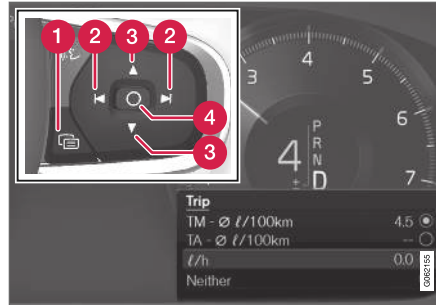 1
2
3
2
4
3
3
4
5
6
7
4
±
P
R
N
D
Trip
TM - Ø ℓ/100km 4.5
TA - Ø ℓ/100km --
ℓ/h 0.0
Neither
G062155